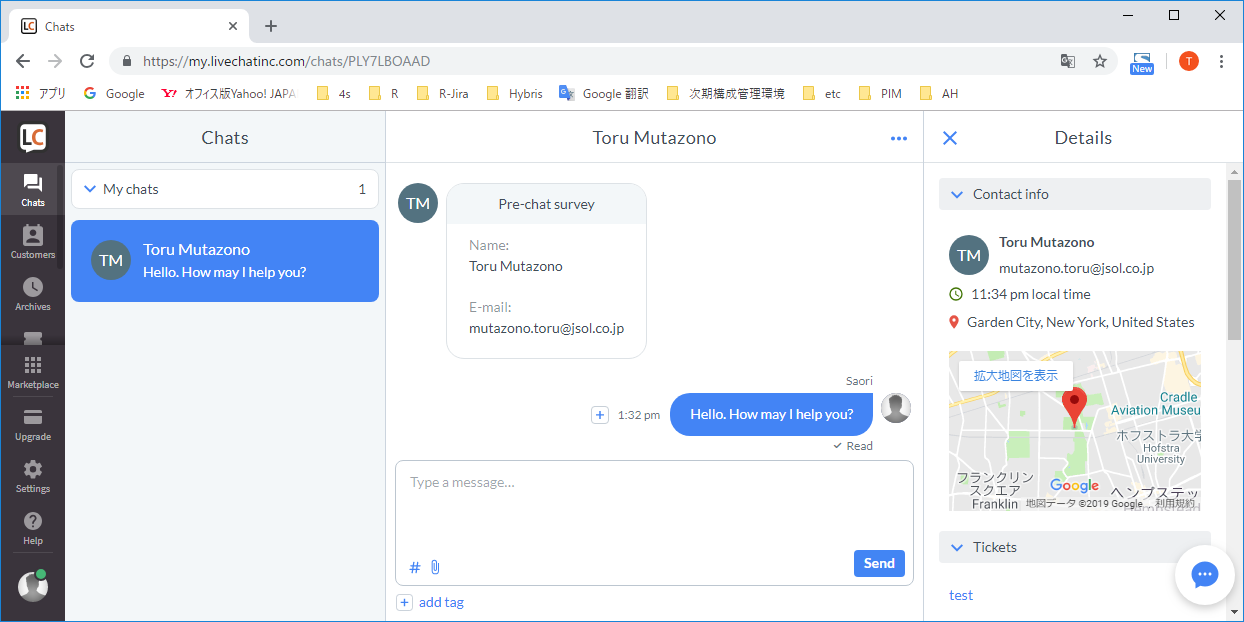 LC Chats
https://my.livechatinc.com/chats/PLY7LBOAAD
New
T
アプリ
Google
Y! オフィス版Yahoo! JAPA
4s
R
R-Jira
Hybris
Google 翻訳
次期構成管理環境
etc
PIM
AH
LC
Chats
Customers
Archives
Marketplace
Upgrade
Settings
Help
Chats
My chats 1
TM
Toru Mutazono
Hello. How may I help you?
Toru Mutazono
TM
Pre-chat survey
Name:
Toru Mutazono
E-mail:
mutazono.toru@jsol.co.jp
Saori
1:32 pm
Hello. How may I help you?
Read
Type a message...
#
Send
add tag
Details
Contact info
TM
Toru Mutazono
mutazono.toru@jsol.co.jp
11:34 pm local time
Garden City, New York, United States
拡大地図を表示
Cradle
Aviation Museu
ホフストラ大学
Hofstra
University
フランクリン
スクエア
Franklin
Google
ヘンプステッ
地図データ ©2019 Google
利用規約
Tickets
test